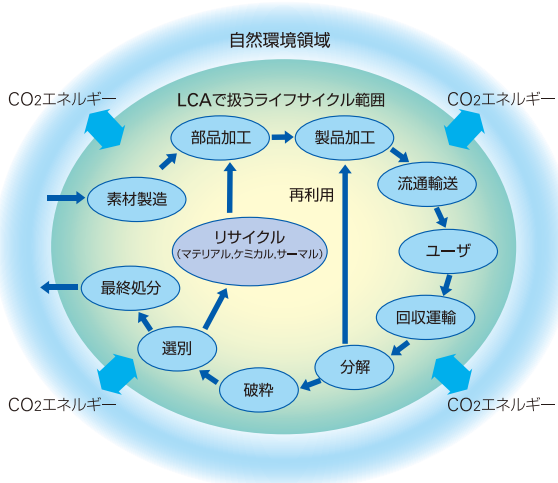 自然環境領域
CO2エネルギー
CO2エネルギー
LCAで扱うライフサイクル範囲
部品加工
製品加工
素材製造
再利用
流通輸送
リサイクル
(マテリアル,ケミカル,サーマル)
ユーザ
最終処分
回収運輸
選別
分解
破粋
CO2エネルギー
CO2エネルギー